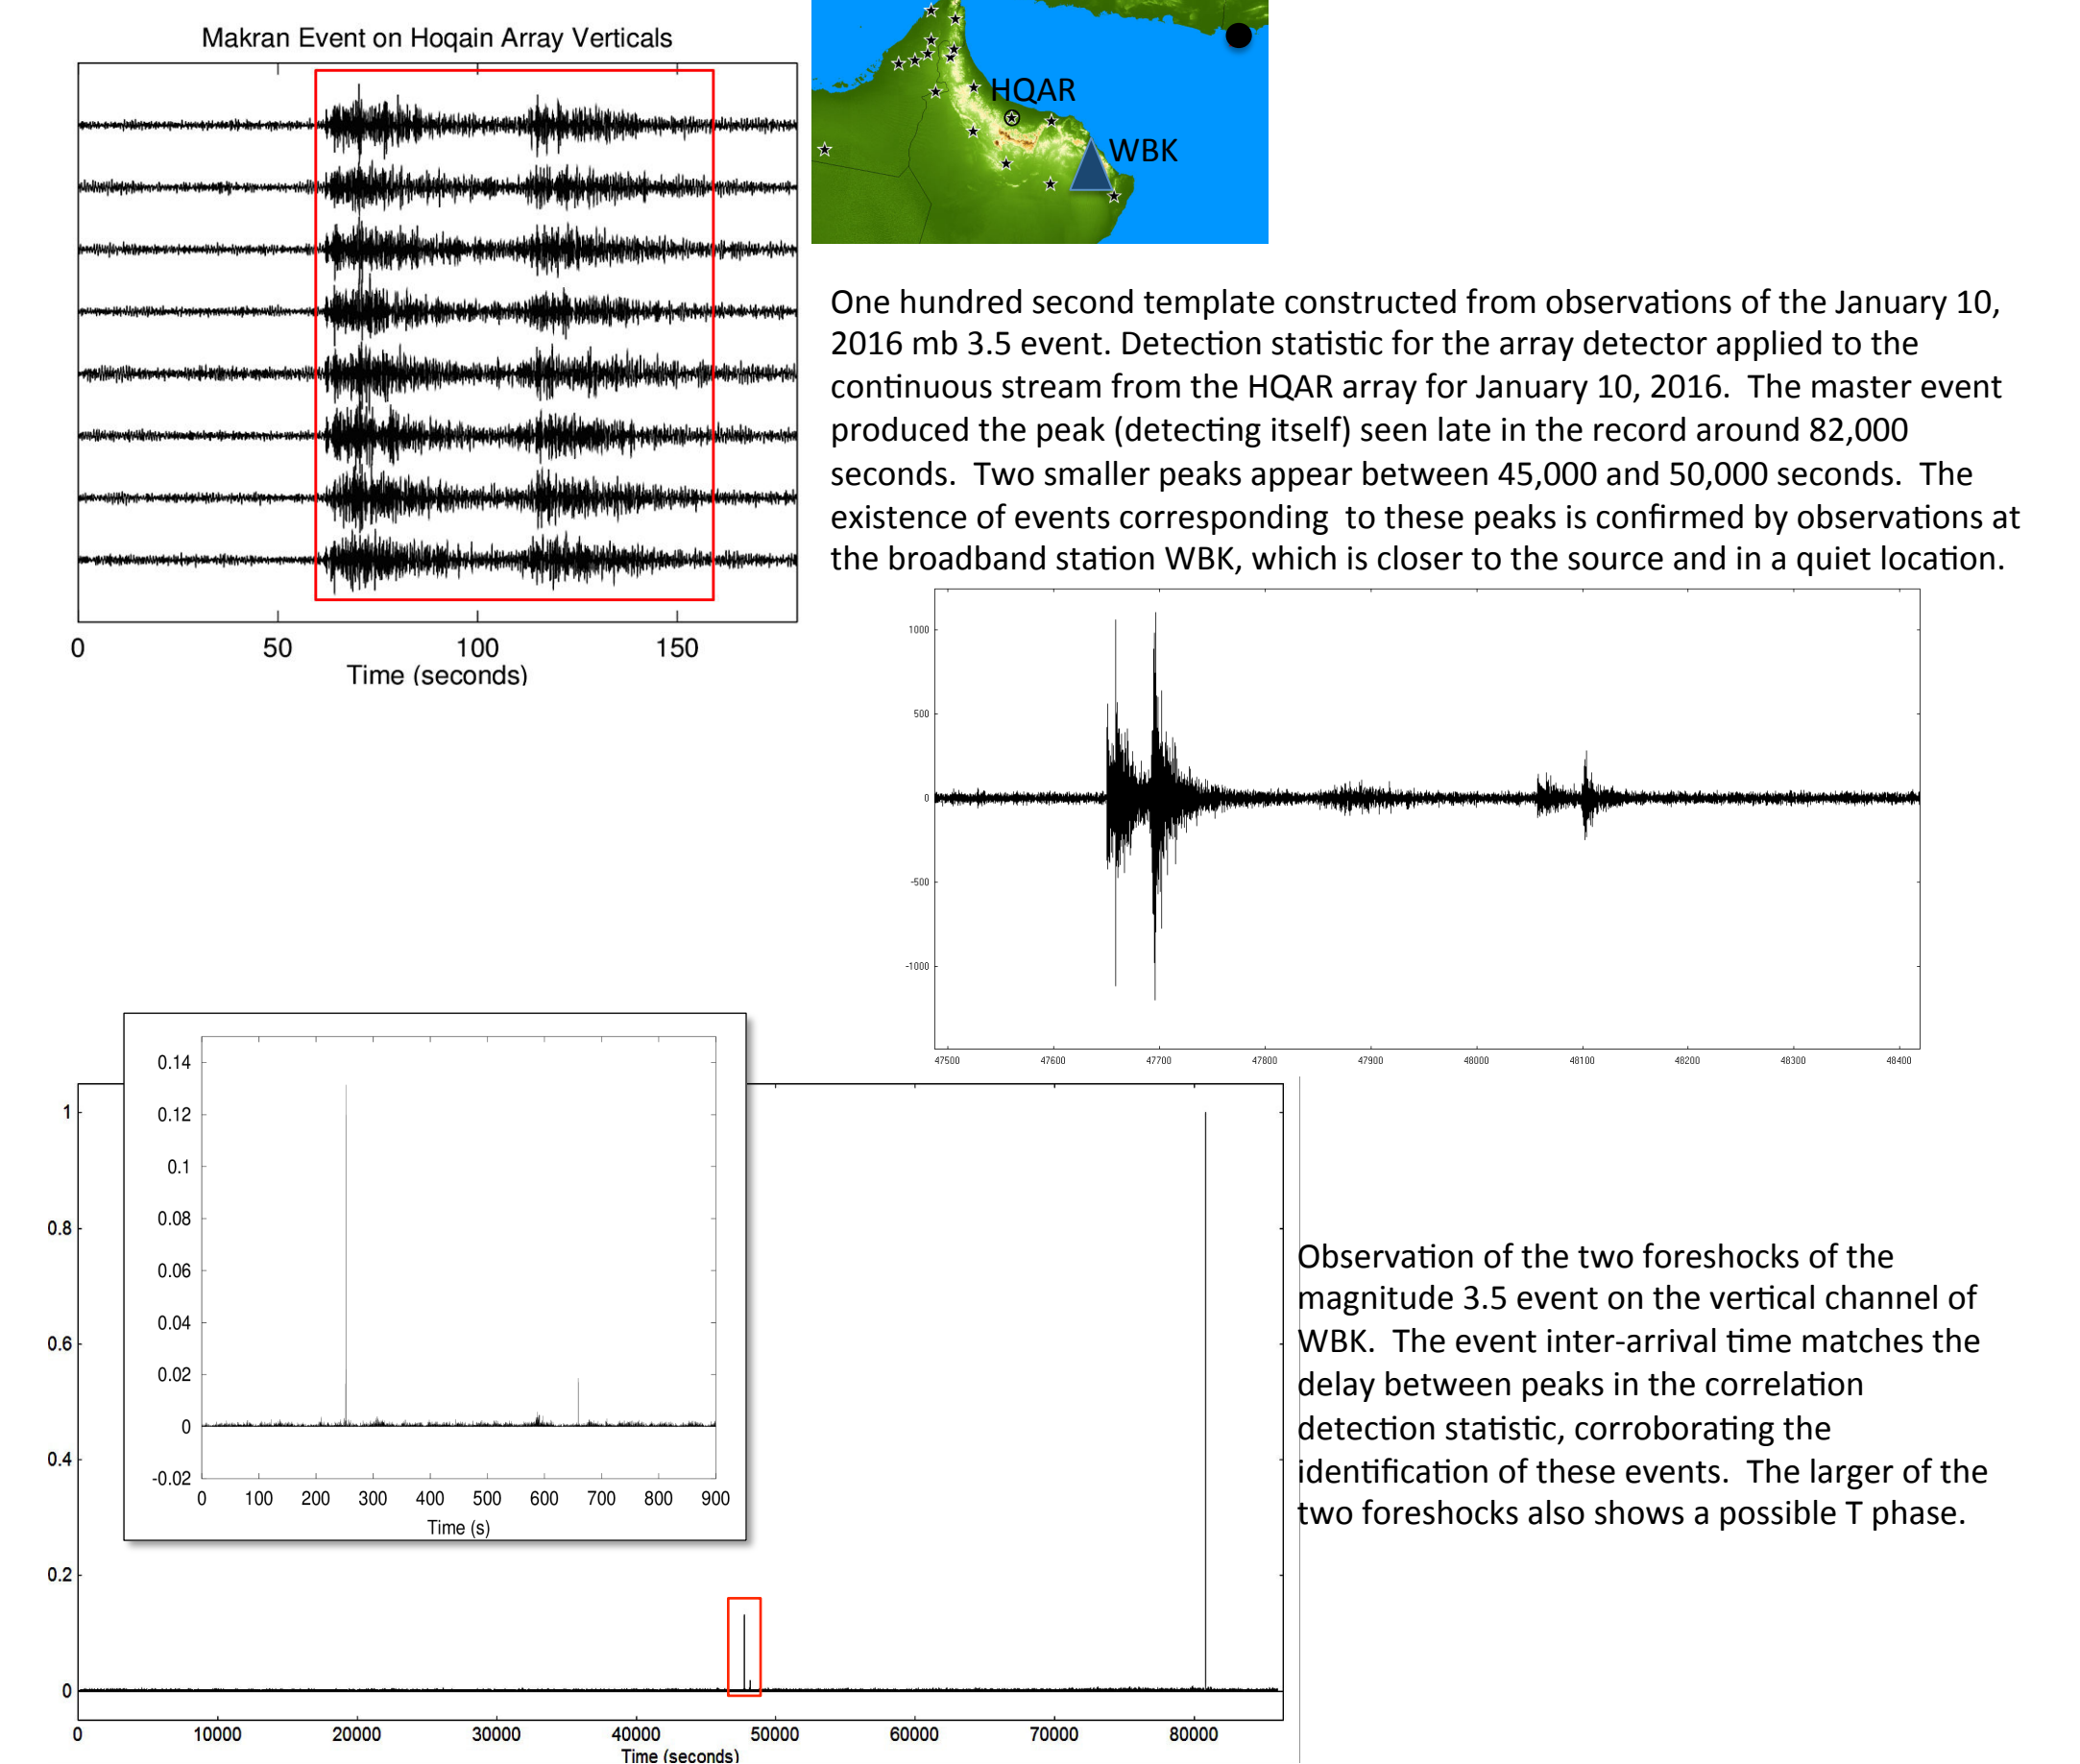 Makran Event on Hoqain Array Verticals
0
50
100
150
Time (seconds)
HQAR
WBK
One hundred second template constructed from observations of the January 10,
2016 mb 3.5 event. Detection statistic for the array detector applied to the
continuous stream from the HQAR array for January 10, 2016.  The master event
produced the peak (detecting itself) seen late in the record around 82,000
seconds.  Two smaller peaks appear between 45,000 and 50,000 seconds.  The
existence of events corresponding  to these peaks is confirmed by observations at
the broadband station WBK, which is closer to the source and in a quiet location.
1000
500
0
-500
-1000
47500
47600
47700
47800
47900
48000
48100
48200
48300
48400
0.14
0.12
0.1
0.08
0.06
0.04
0.02
0
-0.02
0
100
200
300
400
500
600
700
800
900
Time (s)
1
0.8
0.6
0.4
0.2
0
0
10000
20000
30000
40000
50000
60000
70000
80000
Time (seconds)
Observation of the two foreshocks of the
magnitude 3.5 event on the vertical channel of
WBK.  The event inter-arrival time matches the
delay between peaks in the correlation
detection statistic, corroborating the
identification of these events.  The larger of the
two foreshocks also shows a possible T phase.